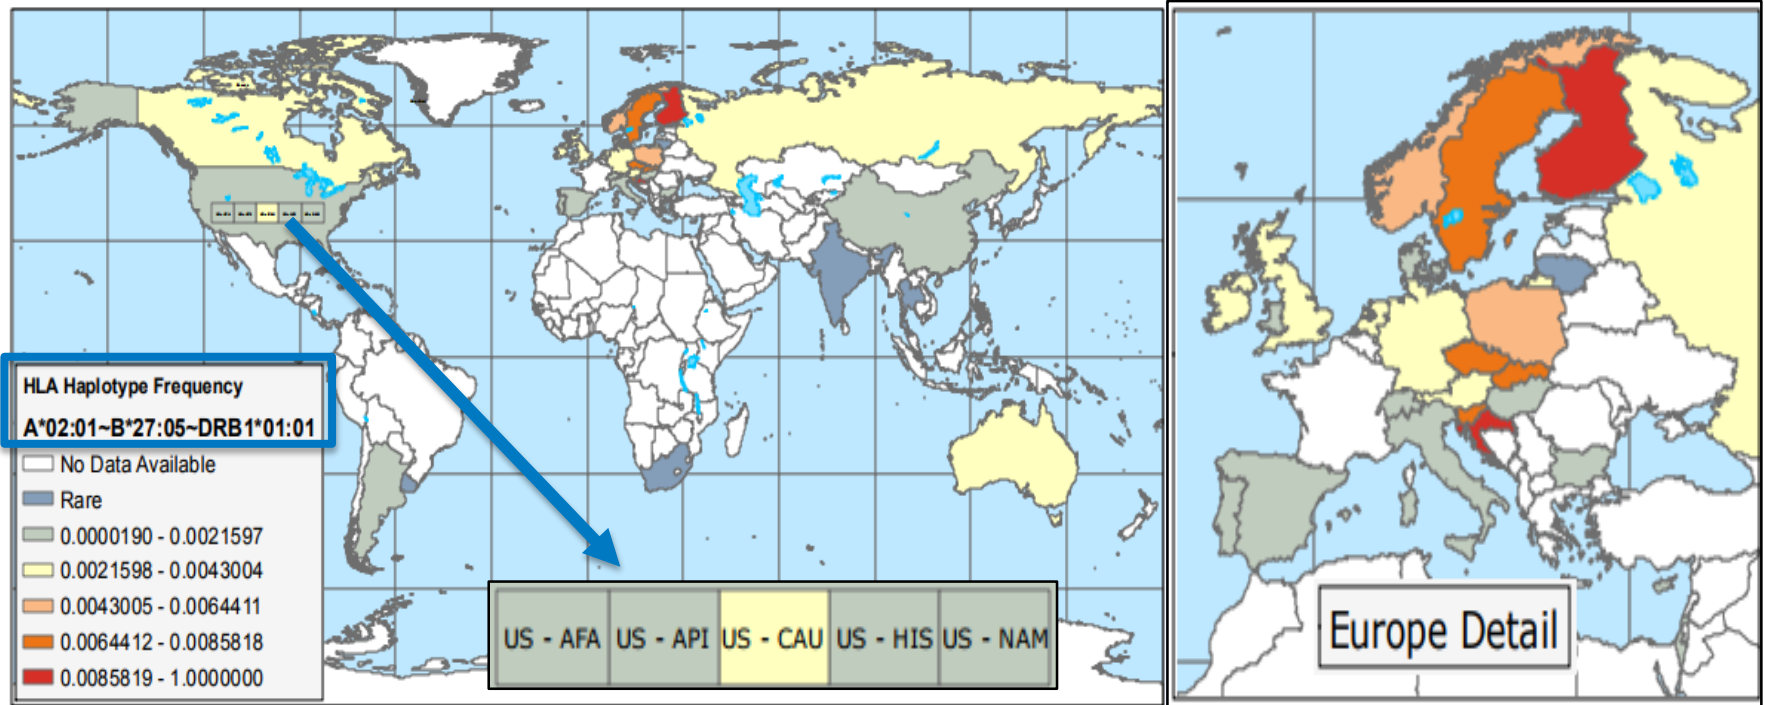 HLA Haplotype Frequency
A*02:01~B*27:05~DRB1*01:01
No Data Available
Rare
0.0000190 - 0.0021597
0.0021598 - 0.0043004
0.0043005 - 0.0064411
0.0064412 - 0.0085818
0.0085819 - 1.0000000
US - AFA US - API US - CAU US - HIS US - NAM
Europe Detail